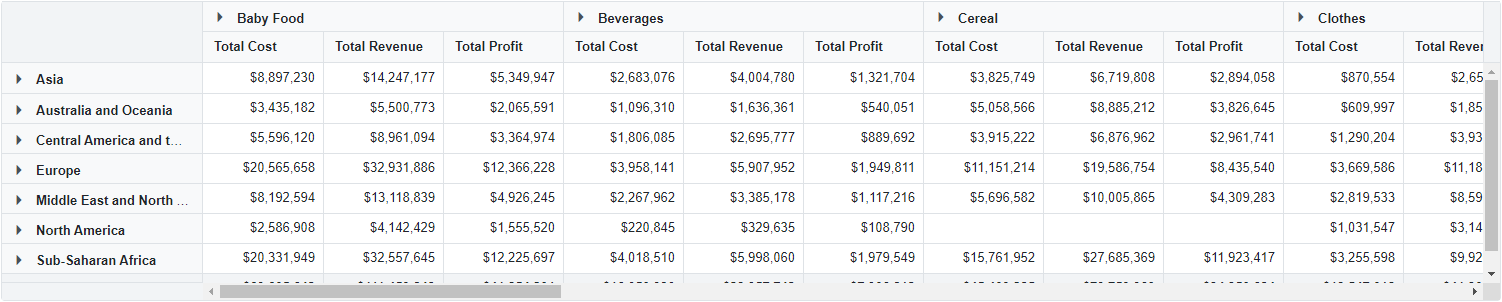 Baby Food Beverages Cereal Clothes
Total Cost Total Revenue Total Profit Total Cost Total Revenue Total Profit Total Cost Total Revenue Total Profit Total Cost
Asia $8,897,230 $14,247,177 $5,349,947 $2,683,076 $4,004,780 $1,321,704 $3,825,749 $6,719,808 $2,894,058 $870,554 $2,65
Australia and Oceania $3,435,182 $5,500,773 $2,065,591 $1,096,310 $1,636,361 $540,051 $5,058,566 $8,885,212 $3,826,645 $609,997 $1,85
Central America and t... $5,596,120 $8,961,094 $3,364,974 $1,806,085 $2,695,777 $889,692 $3,915,222 $6,876,962 $2,961,741 $1,290,204 $3,93
Europe $20,565,658 $32,931,886 $12,366,228 $3,958,141 $5,907,952 $1,949,811 $11,151,214 $19,586,754 $8,435,540 $3,669,586 $11,18
Middle East and North ... $8,192,594 $13,118,839 $4,926,245 $2,267,962 $3,385,178 $1,117,216 $5,696,582 $10,005,865 $4,309,283 $2,819,533 $8,59
North America $2,586,908 $4,142,429 $1,555,520 $220,845 $329,635 $108,790 $1,031,547 $3,14
Sub-Saharan Africa $20,331,949 $32,557,645 $12,225,697 $4,018,510 $5,998,060 $1,979,549 $15,761,952 $27,685,369 $11,923,417 $3,255,598 $9,92